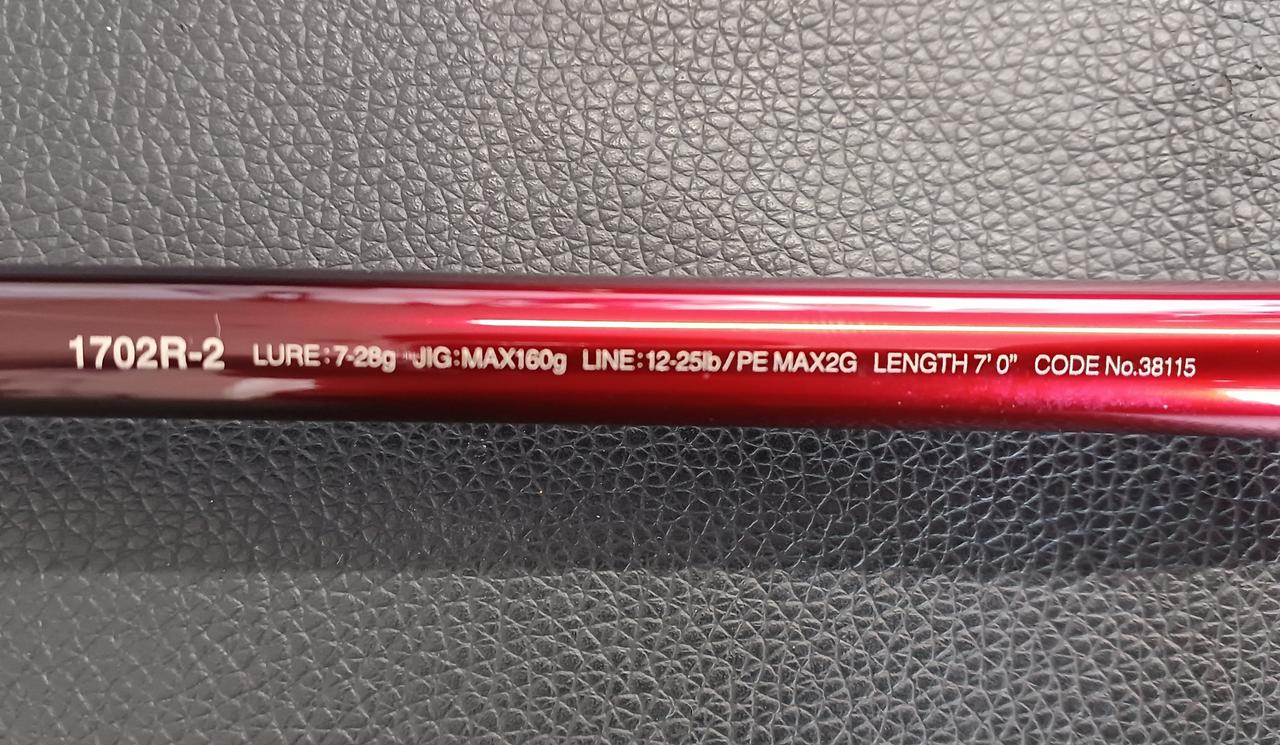 1702R-2 LURE:7-28g JIG:MAX160g LINE:12-25lb/PE MAX2G LENGTH 7' 0" CODE No.38115